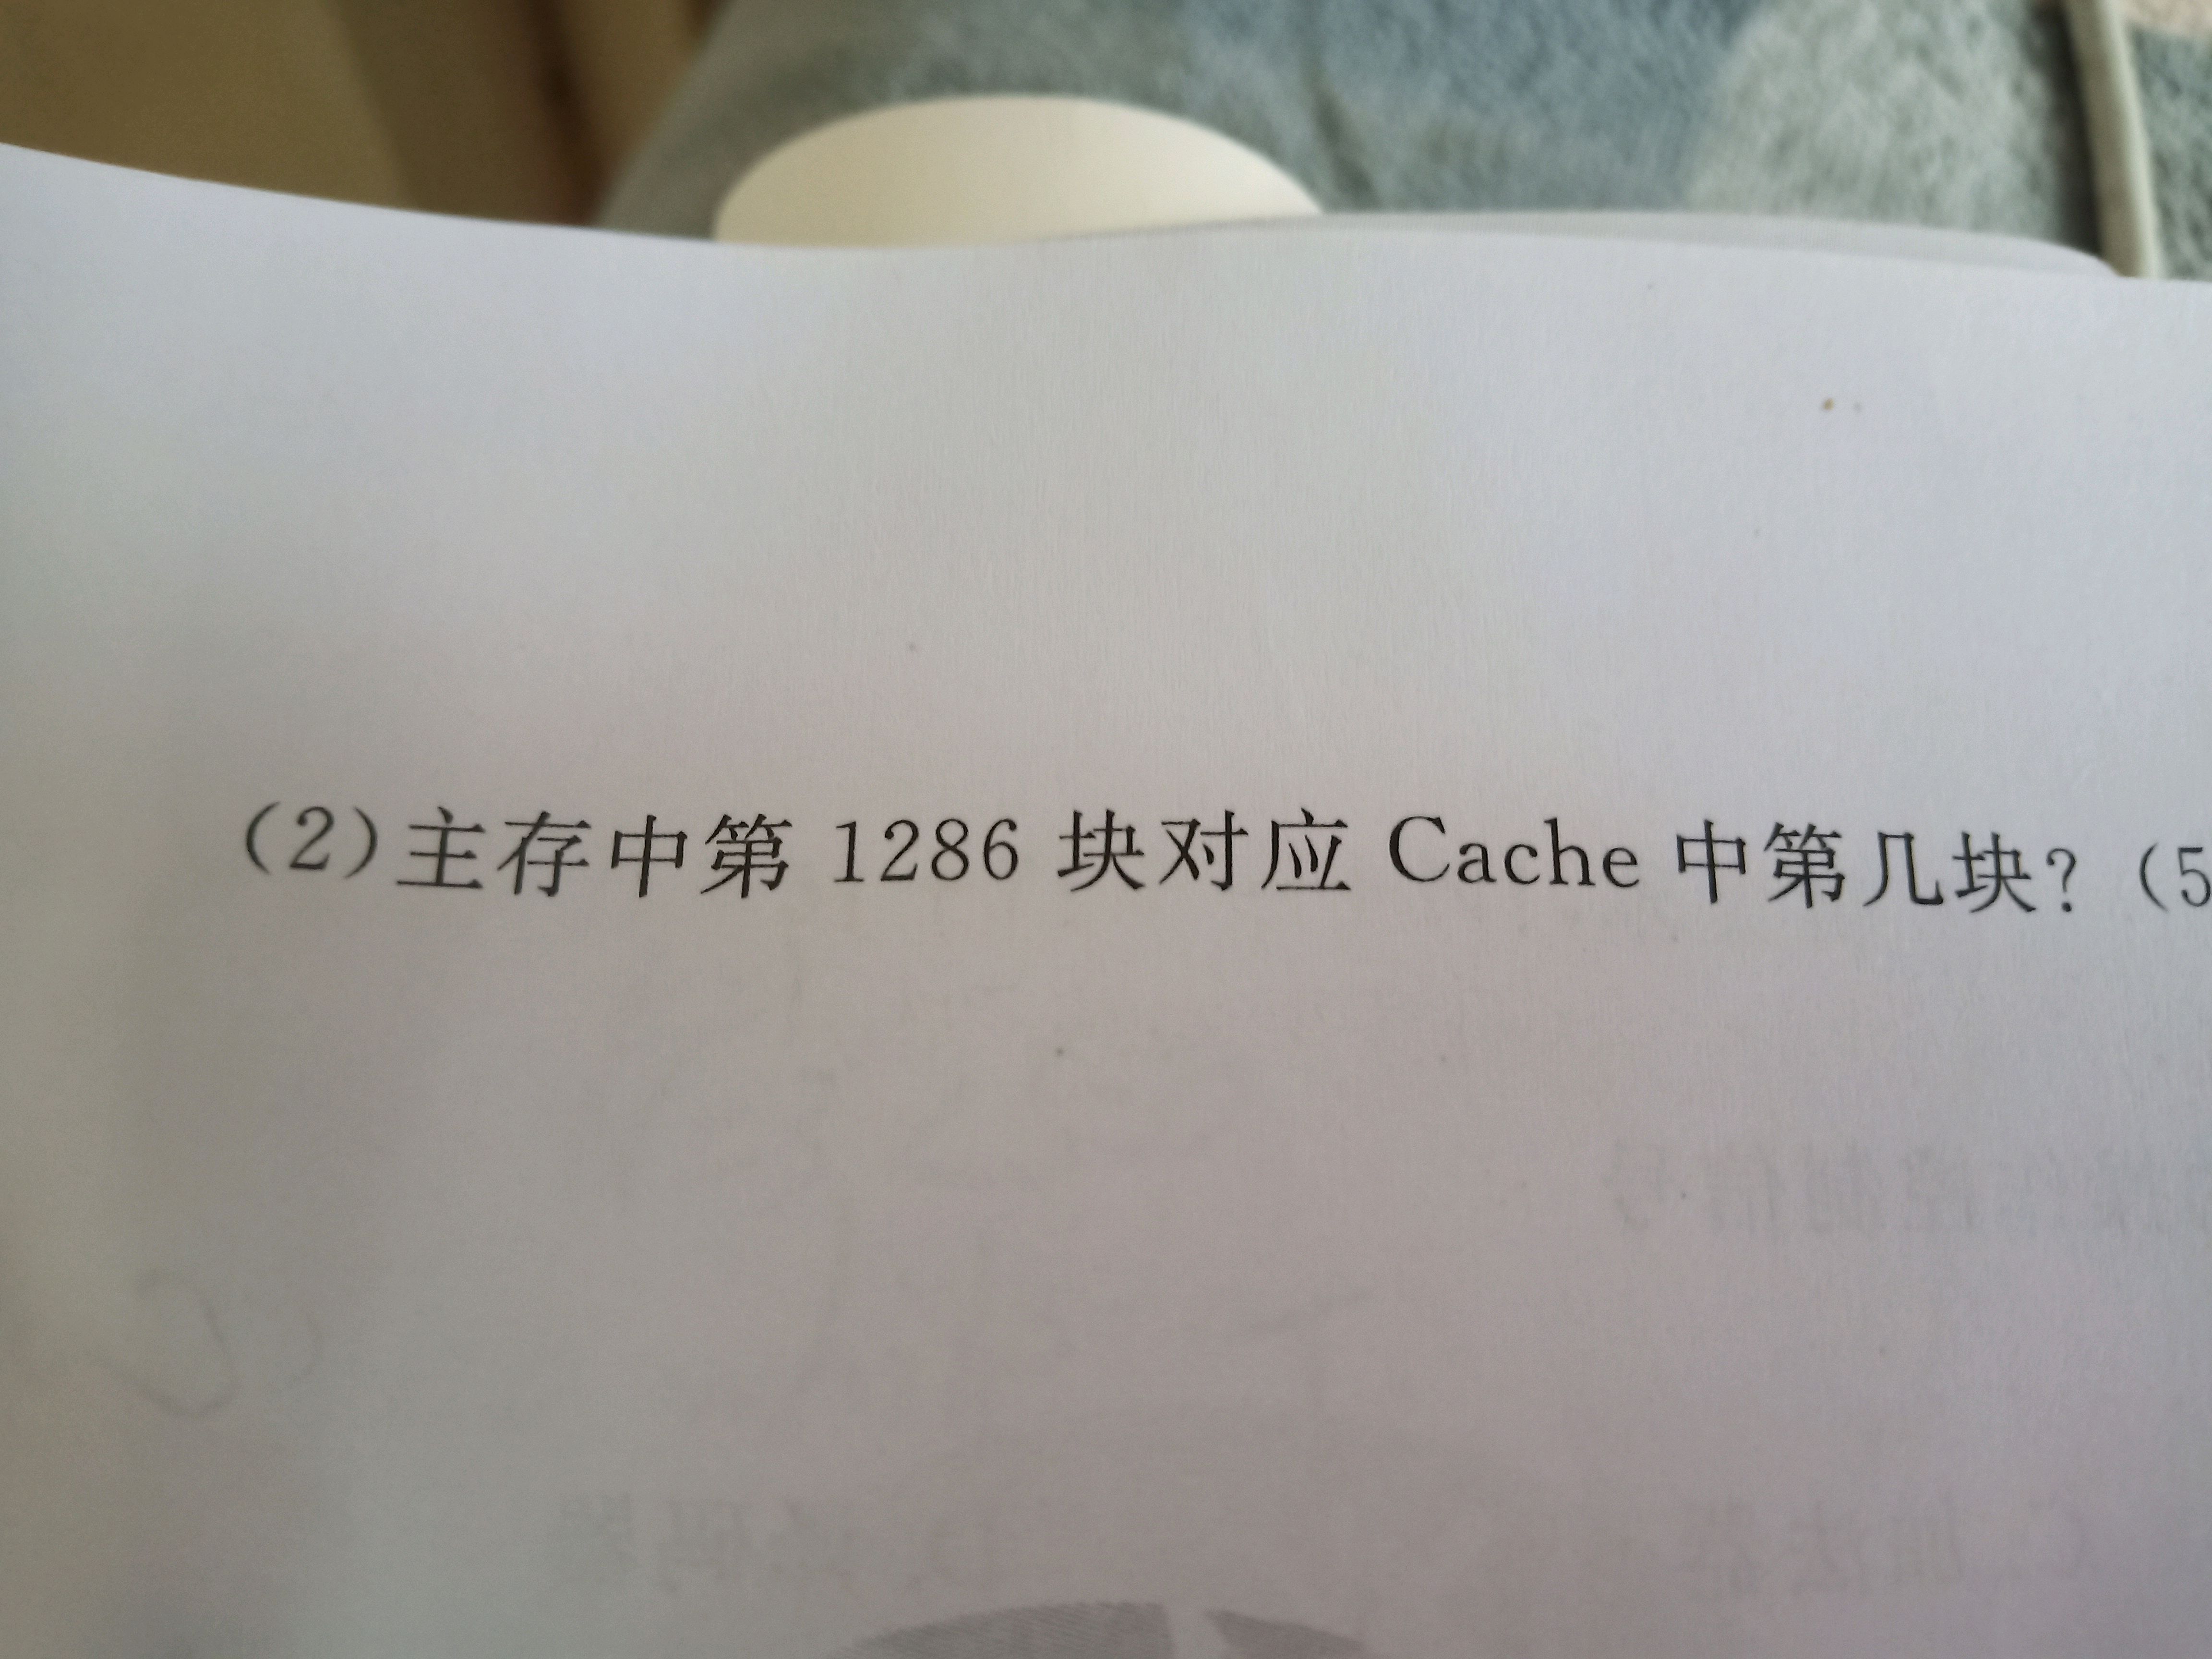 (2)主存中第 1286 块对应 Cache 中第几块？(5